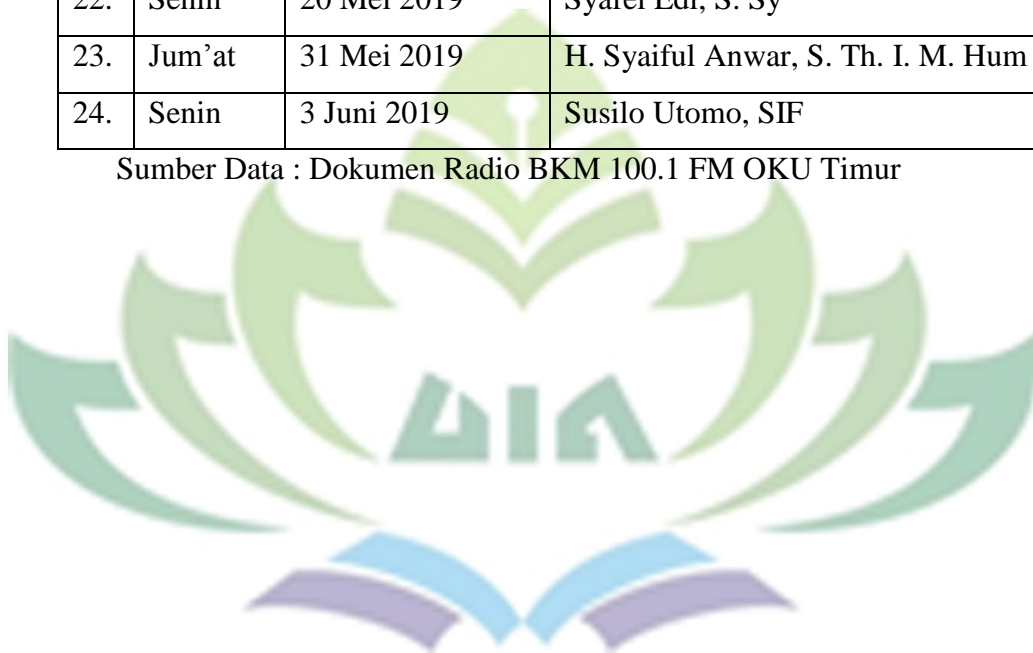 22. Senin 20 Mei 2019 Syafei Edi, S. Sy
23. Jum’at 31 Mei 2019 H. Syaiful Anwar, S. Th. I. M. Hum
24. Senin 3 Juni 2019 Susilo Utomo, SIF
Sumber Data : Dokumen Radio BKM 100.1 FM OKU Timur
UIN